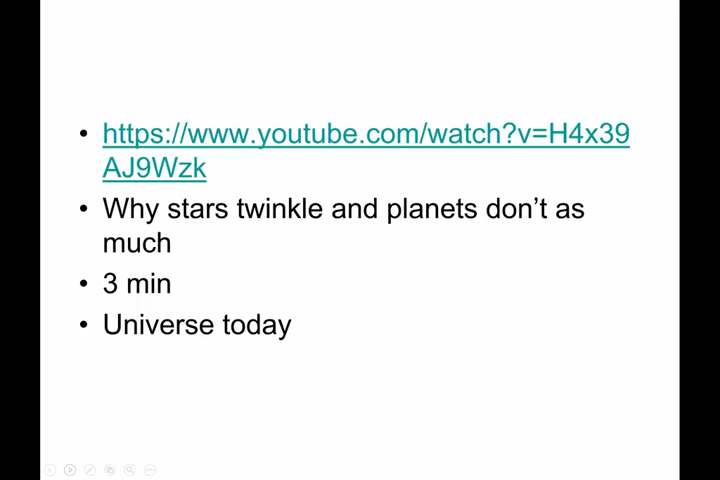 • https://www.youtube.com/watch?v=H4x39
AJ9Wzk
• Why stars twinkle and planets don’t as
much
• 3 min
• Universe today